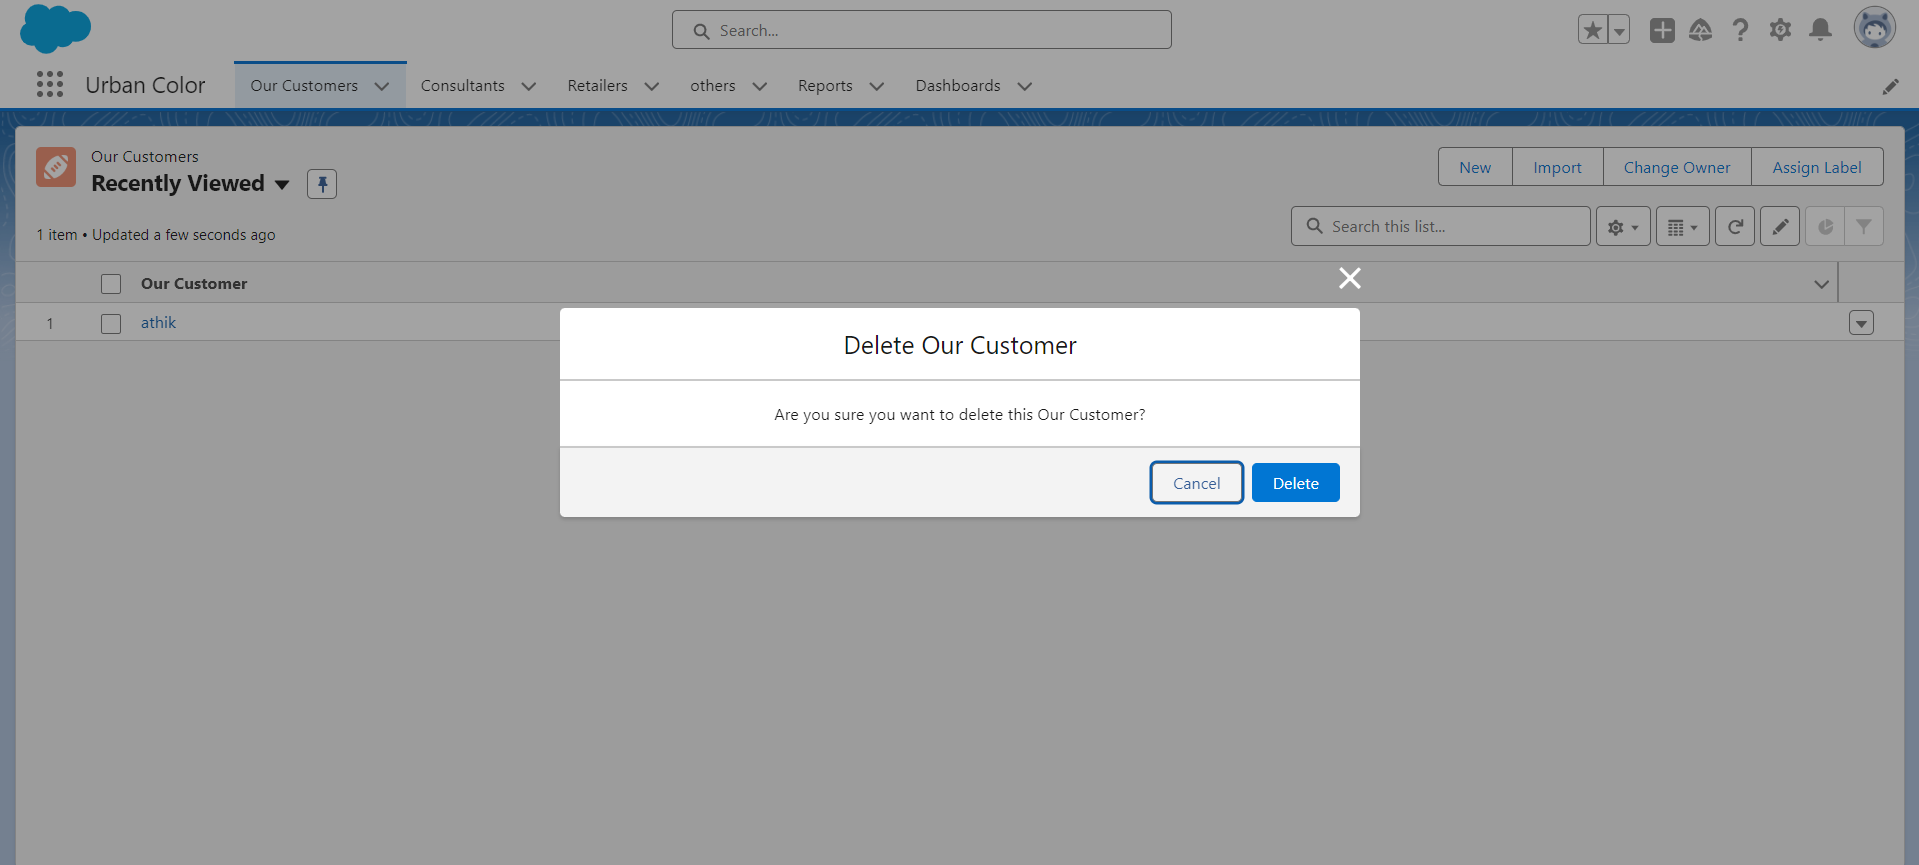 Search...
Urban Color
Our Customers
Consultants
Retailers
others
Reports
Dashboards
Our Customers
Recently Viewed
New
Import
Change Owner
Assign Label
1 item • Updated a few seconds ago
Search this list...
Our Customer
1
athik
Delete Our Customer
Are you sure you want to delete this Our Customer?
Cancel
Delete